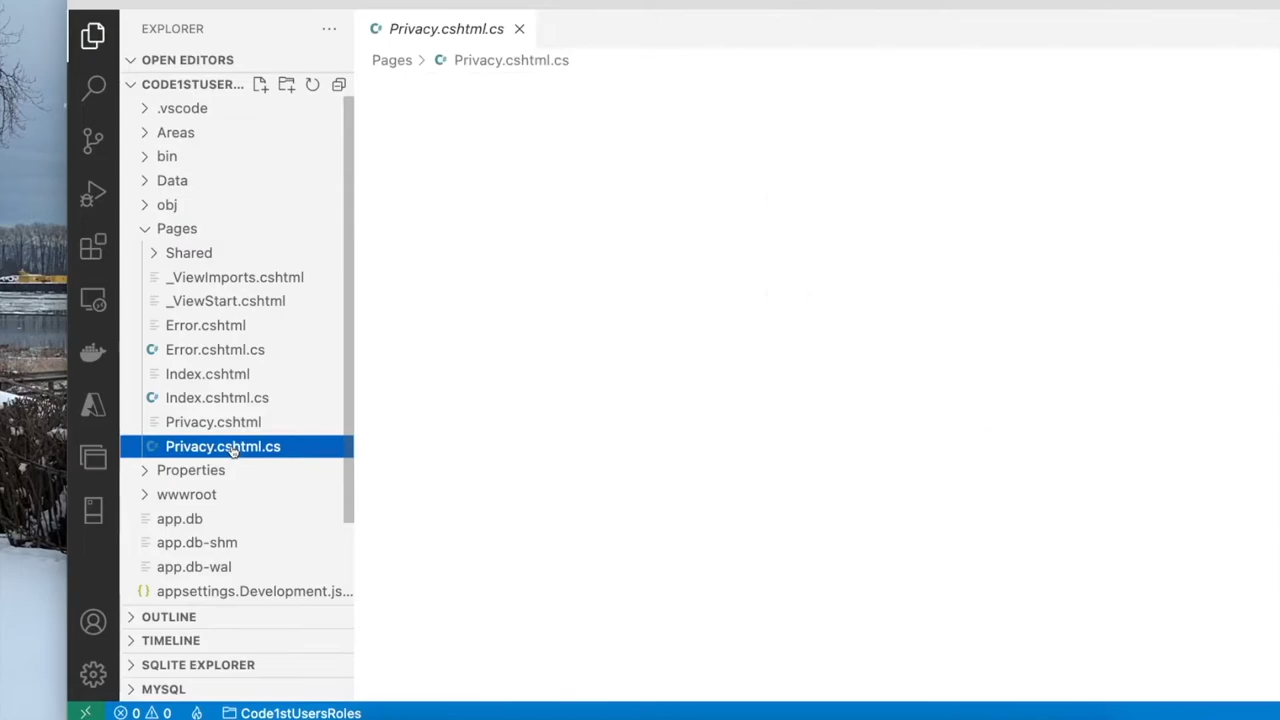 EXPLORER
Privacy.cshtml.cs
OPEN EDITORS
Pages > Privacy.cshtml.cs
CODE1STUSER...
.vscode
Areas
bin
Data
obj
Pages
Shared
_ViewImports.cshtml
_ViewStart.cshtml
Error.cshtml
Error.cshtml.cs
Index.cshtml
Index.cshtml.cs
Privacy.cshtml
Privacy.cshtml.cs
Properties
wwwroot
app.db
app.db-shm
app.db-wal
{} appsettings.Development.js...
OUTLINE
TIMELINE
SQLITE EXPLORER
MYSQL
0 0 Code1stUsersRoles